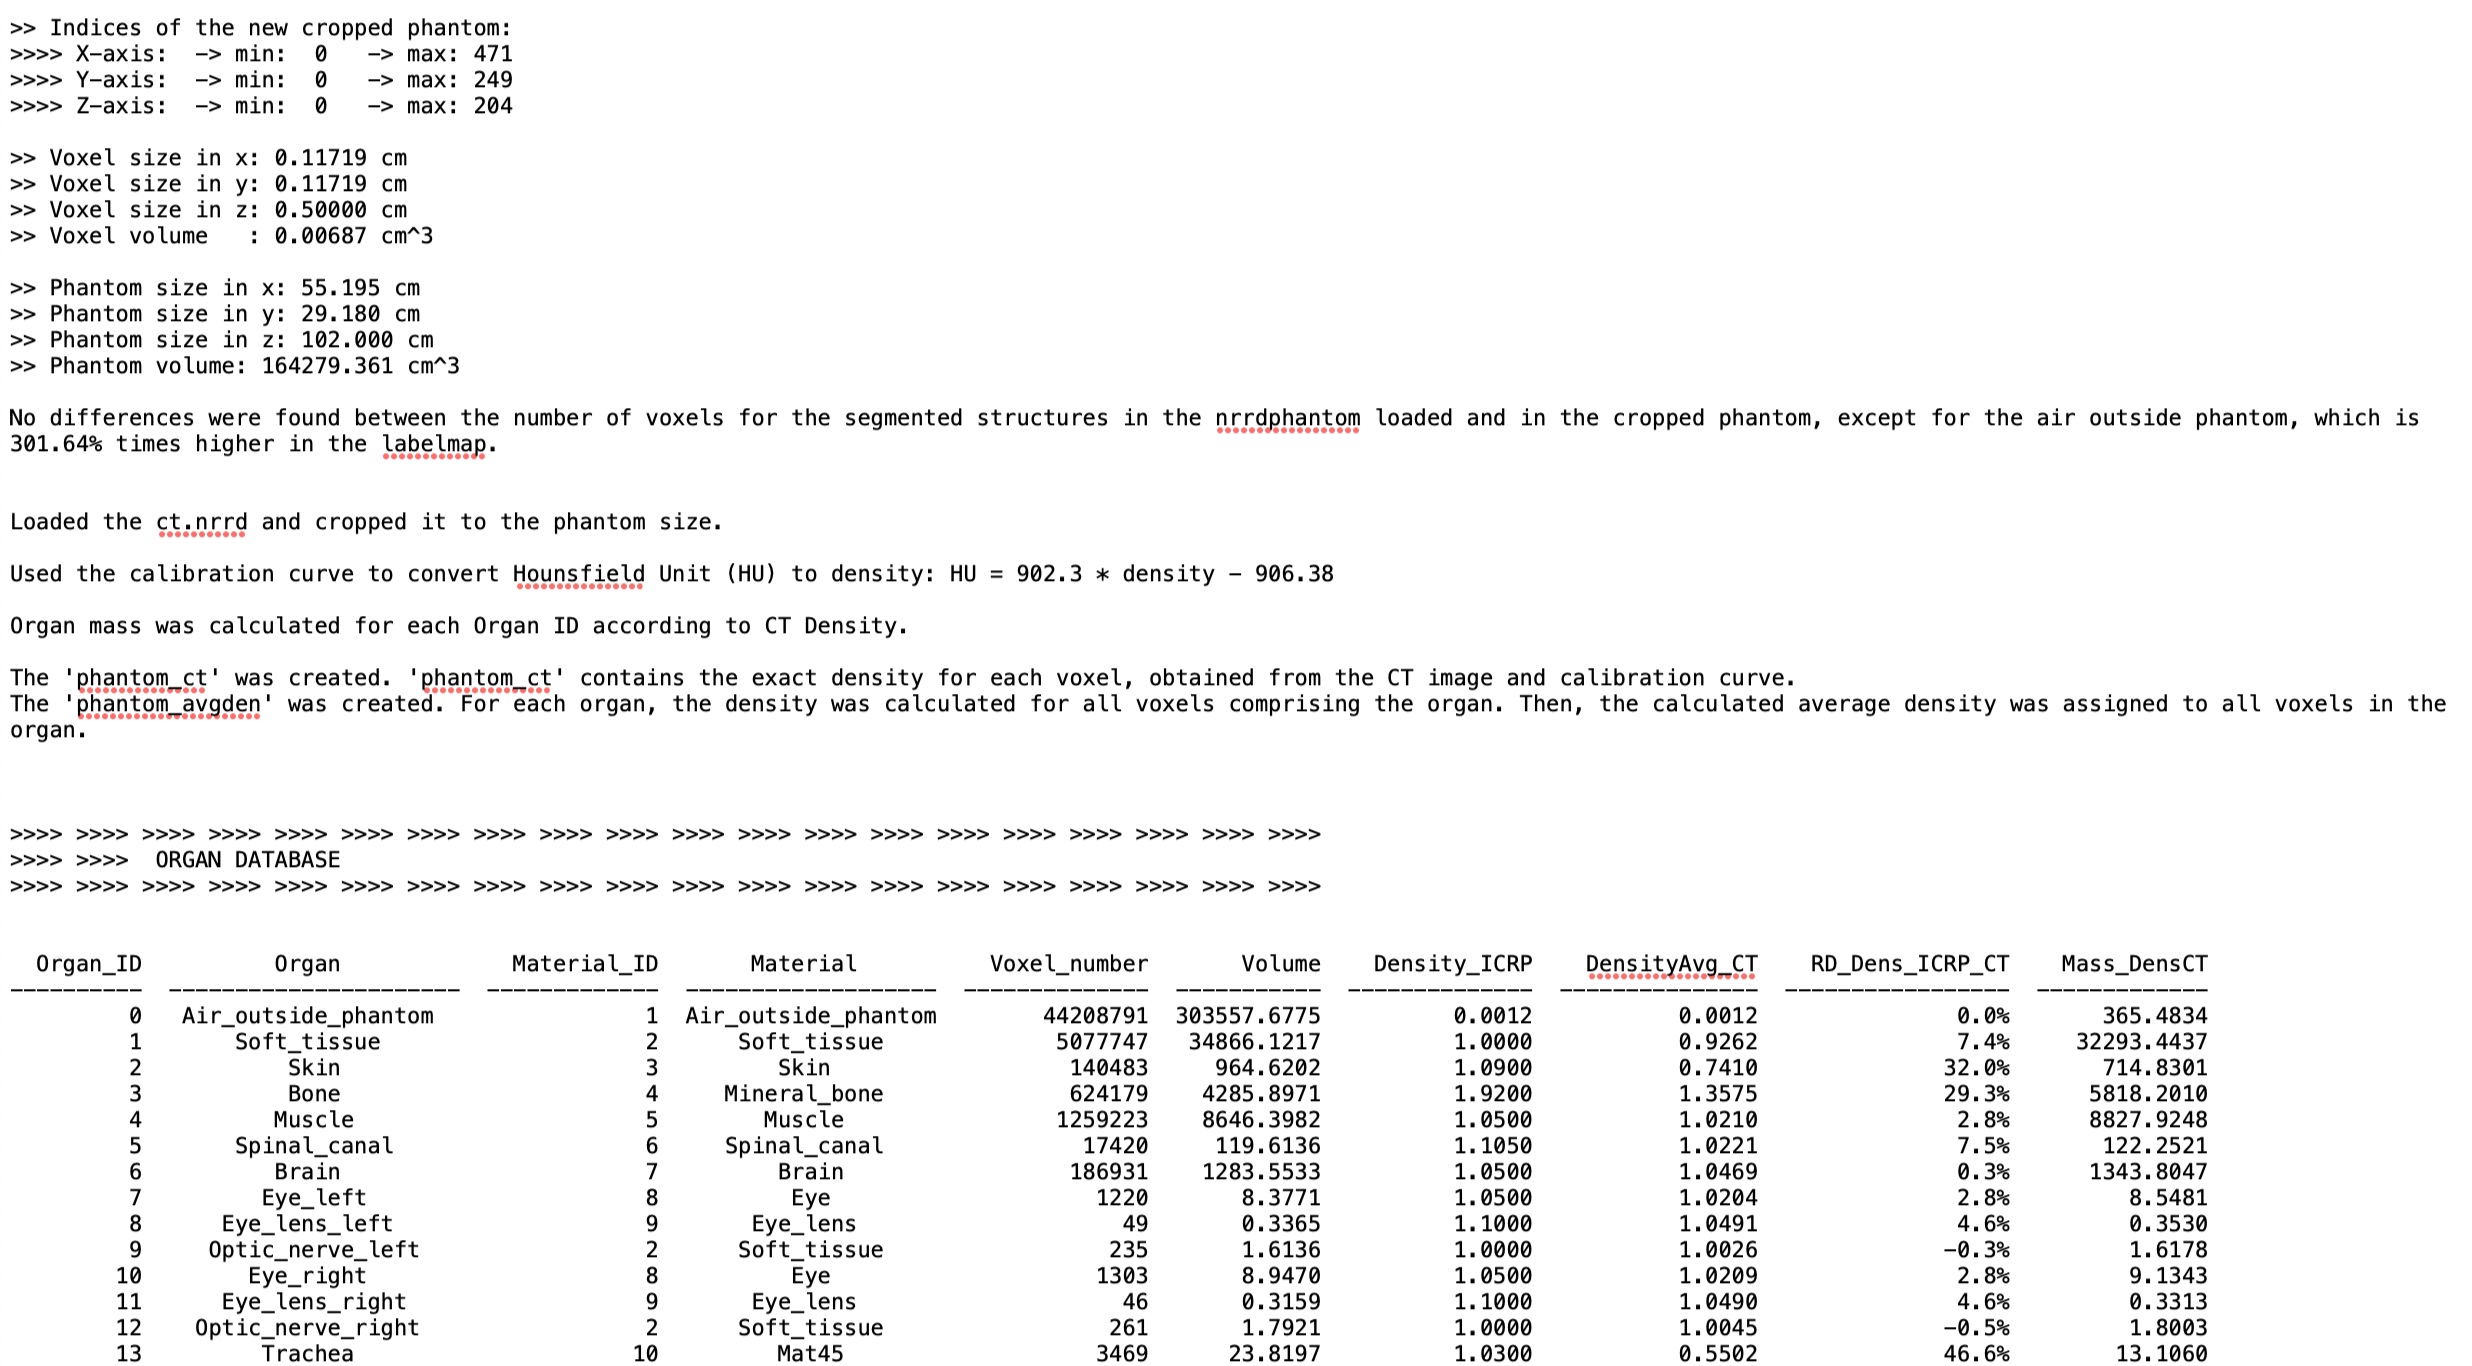 >> Indices of the new cropped phantom:
>>>> X-axis:  -> min:  0   -> max: 471
>>>> Y-axis:  -> min:  0   -> max: 249
>>>> Z-axis:  -> min:  0   -> max: 204
>> Voxel size in x: 0.11719 cm
>> Voxel size in y: 0.11719 cm
>> Voxel size in z: 0.50000 cm
>> Voxel volume   : 0.00687 cm^3
>> Phantom size in x: 55.195 cm
>> Phantom size in y: 29.180 cm
>> Phantom size in z: 102.000 cm
>> Phantom volume: 164279.361 cm^3
No differences were found between the number of voxels for the segmented structures in the nrrdphantom loaded and in the cropped phantom, except for the air outside phantom, which is
301.64% times higher in the labelmap.
Loaded the ct.nrrd and cropped it to the phantom size.
Used the calibration curve to convert Hounsfield Unit (HU) to density: HU = 902.3 * density - 906.38
Organ mass was calculated for each Organ ID according to CT Density.
The 'phantom_ct' was created. 'phantom_ct' contains the exact density for each voxel, obtained from the CT image and calibration curve.
The 'phantom_avgden' was created. For each organ, the density was calculated for all voxels comprising the organ. Then, the calculated average density was assigned to all voxels in the
organ.
>>>> >>>> >>>> >>>> >>>> >>>> >>>> >>>> >>>> >>>> >>>> >>>> >>>> >>>> >>>> >>>> >>>> >>>> >>>> >>>>
>>>> >>>>  ORGAN DATABASE
>>>> >>>> >>>> >>>> >>>> >>>> >>>> >>>> >>>> >>>> >>>> >>>> >>>> >>>> >>>> >>>> >>>> >>>> >>>> >>>>
Organ_ID Organ Material_ID Material Voxel_number Volume Density_ICRP DensityAvg_CT RD_Dens_ICRP_CT Mass_DensCT
__________ ______________________ _____________ ___________________ ______________ ___________ ______________ _______________ _________________ _____________
0 Air_outside_phantom 1 Air_outside_phantom 44208791 303557.6775 0.0012 0.0012 0.0% 365.4834
1 Soft_tissue 2 Soft_tissue 5077747 34866.1217 1.0000 0.9262 7.4% 32293.4437
2 Skin 3 Skin 140483 964.6202 1.0900 0.7410 32.0% 714.8301
3 Bone 4 Mineral_bone 624179 4285.8971 1.9200 1.3575 29.3% 5818.2010
4 Muscle 5 Muscle 1259223 8646.3982 1.0500 1.0210 2.8% 8827.9248
5 Spinal_canal 6 Spinal_canal 17420 119.6136 1.1050 1.0221 7.5% 122.2521
6 Brain 7 Brain 186931 1283.5533 1.0500 1.0469 0.3% 1343.8047
7 Eye_left 8 Eye 1220 8.3771 1.0500 1.0204 2.8% 8.5481
8 Eye_lens_left 9 Eye_lens 49 0.3365 1.1000 1.0491 4.6% 0.3530
9 Optic_nerve_left 2 Soft_tissue 235 1.6136 1.0000 1.0026 -0.3% 1.6178
10 Eye_right 8 Eye 1303 8.9470 1.0500 1.0209 2.8% 9.1343
11 Eye_lens_right 9 Eye_lens 46 0.3159 1.1000 1.0490 4.6% 0.3313
12 Optic_nerve_right 2 Soft_tissue 261 1.7921 1.0000 1.0045 -0.5% 1.8003
13 Trachea 10 Mat45 3469 23.8197 1.0300 0.5502 46.6% 13.1060